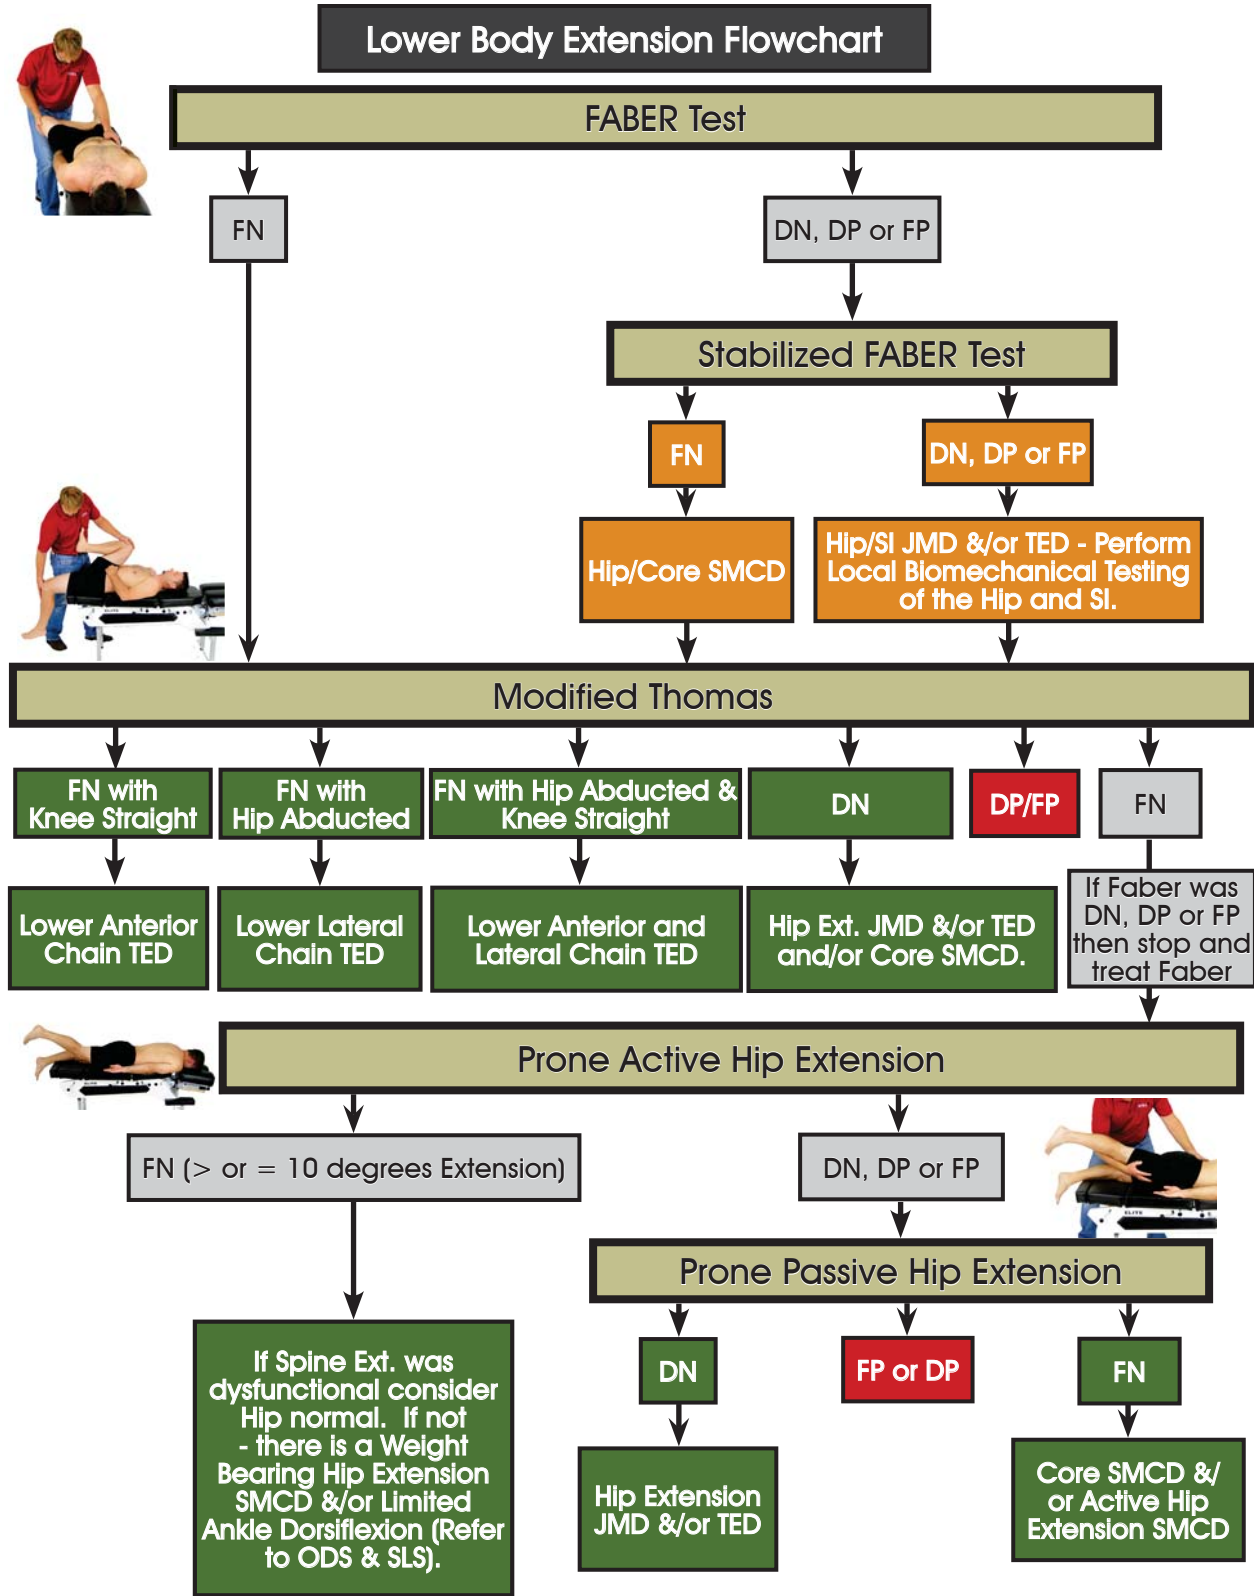 Lower Body Extension Flowchart
FABER Test
FN
DN, DP or FP
Stabilized FABER Test
FN
DN, DP or FP
Hip/Core SMCD
Hip/SI JMD &/or TED - Perform
Local Biomechanical Testing
of the Hip and SI.
Modified Thomas
FN with
Knee Straight
FN with
Hip Abducted
FN with Hip Abducted &
Knee Straight
DN
DP/FP
FN
Lower Anterior
Chain TED
Lower Lateral
Chain TED
Lower Anterior and
Lateral Chain TED
Hip Ext. JMD &/or TED
and/or Core SMCD.
If Faber was
DN, DP or FP
then stop and
treat Faber
Prone Active Hip Extension
FN (> or = 10 degrees Extension)
DN, DP or FP
ELITE
Prone Passive Hip Extension
DN
FP or DP
FN
If Spine Ext. was
dysfunctional consider
Hip normal.  If not
- there is a Weight
Bearing Hip Extension
SMCD &/or Limited
Ankle Dorsiflexion (Refer
to ODS & SLS).
Hip Extension
JMD &/or TED
Core SMCD &/
or Active Hip
Extension SMCD